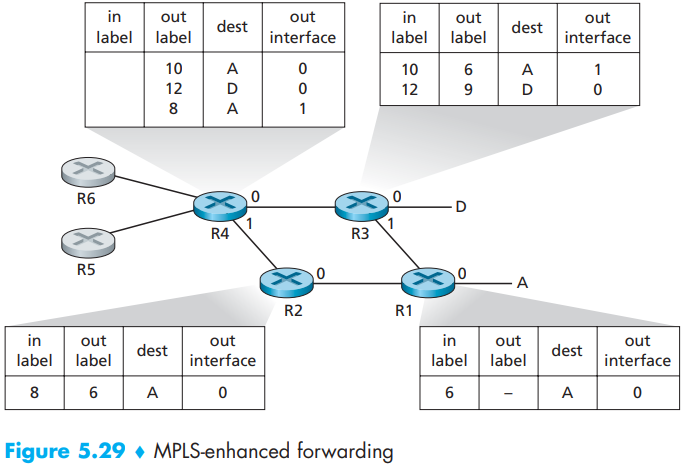 in out dest out
label label interface
10 A 0
12 D 0
8 A 1
in out dest out
label label interface
10 6 A 1
12 9 D 0
R6
R5
R4
0
1
R3
0
1
D
R2
0
R1
0
A
in out dest out
label label interface
8 6 A 0
in out dest out
label label interface
6 – A 0
Figure 5.29 ♦ MPLS-enhanced forwarding